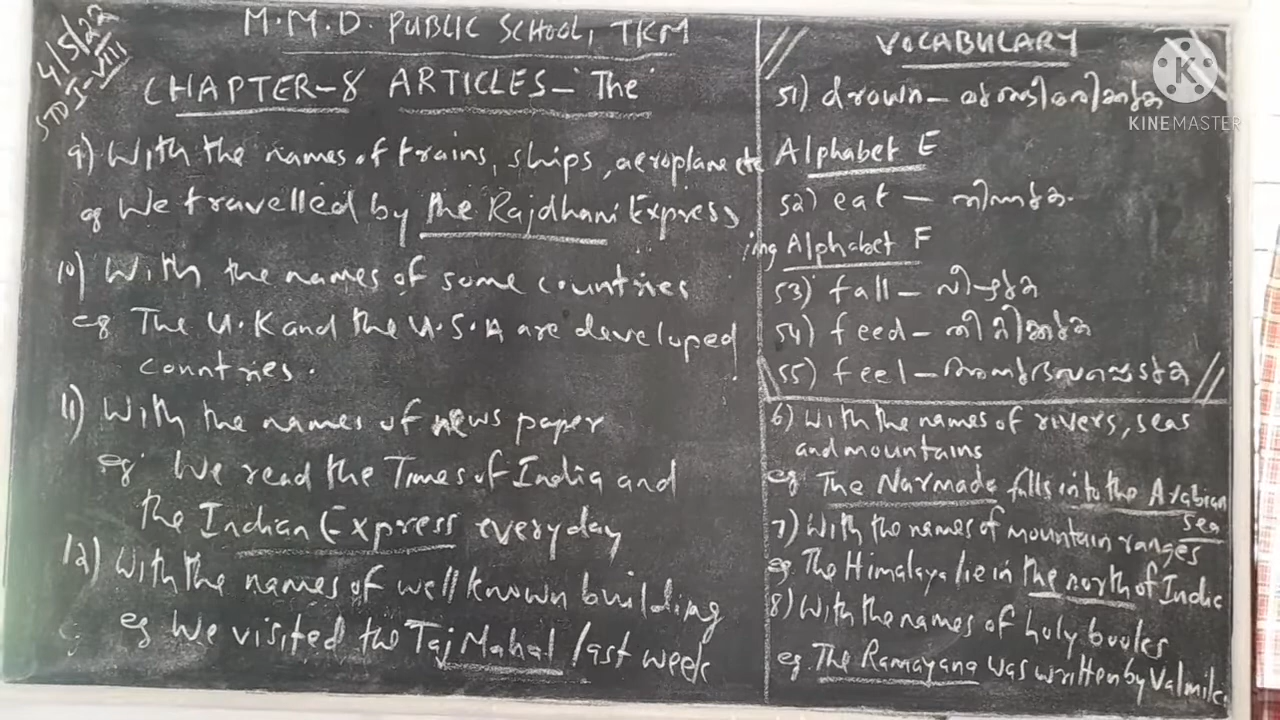 4/5/22
STD I-VIII
M.M.D. PUBLIC SCHOOL, TKM
CHAPTER-8 ARTICLES - 'The'
9) With the names of trains, ships, aeroplane etc
eg We travelled by the Rajdhani Express
10) With the names of some countries
eg The U.K and the U.S.A are developed
countries.
11) With the names of news paper
eg: We read the Times of India and
the Indian Express everyday
12) With the names of well known building
eg We visited the Taj Mahal last week
VOCABULARY
51) drown -
Alphabet E
52) eat - തിന്നുക.
ing Alphabet F
53) fall - വീഴുക
54) feed - തീറ്റുക
55) feel - അനുഭവപ്പെടുക
6) With the names of rivers, seas
and mountains
eg The Narmada falls into the Arabian
Sea
7) With the names of mountain ranges
eg. The Himalaya lie in the north of India
8) With the names of holy books
eg. The Ramayana was written by Valmiki
K
KINEMASTER